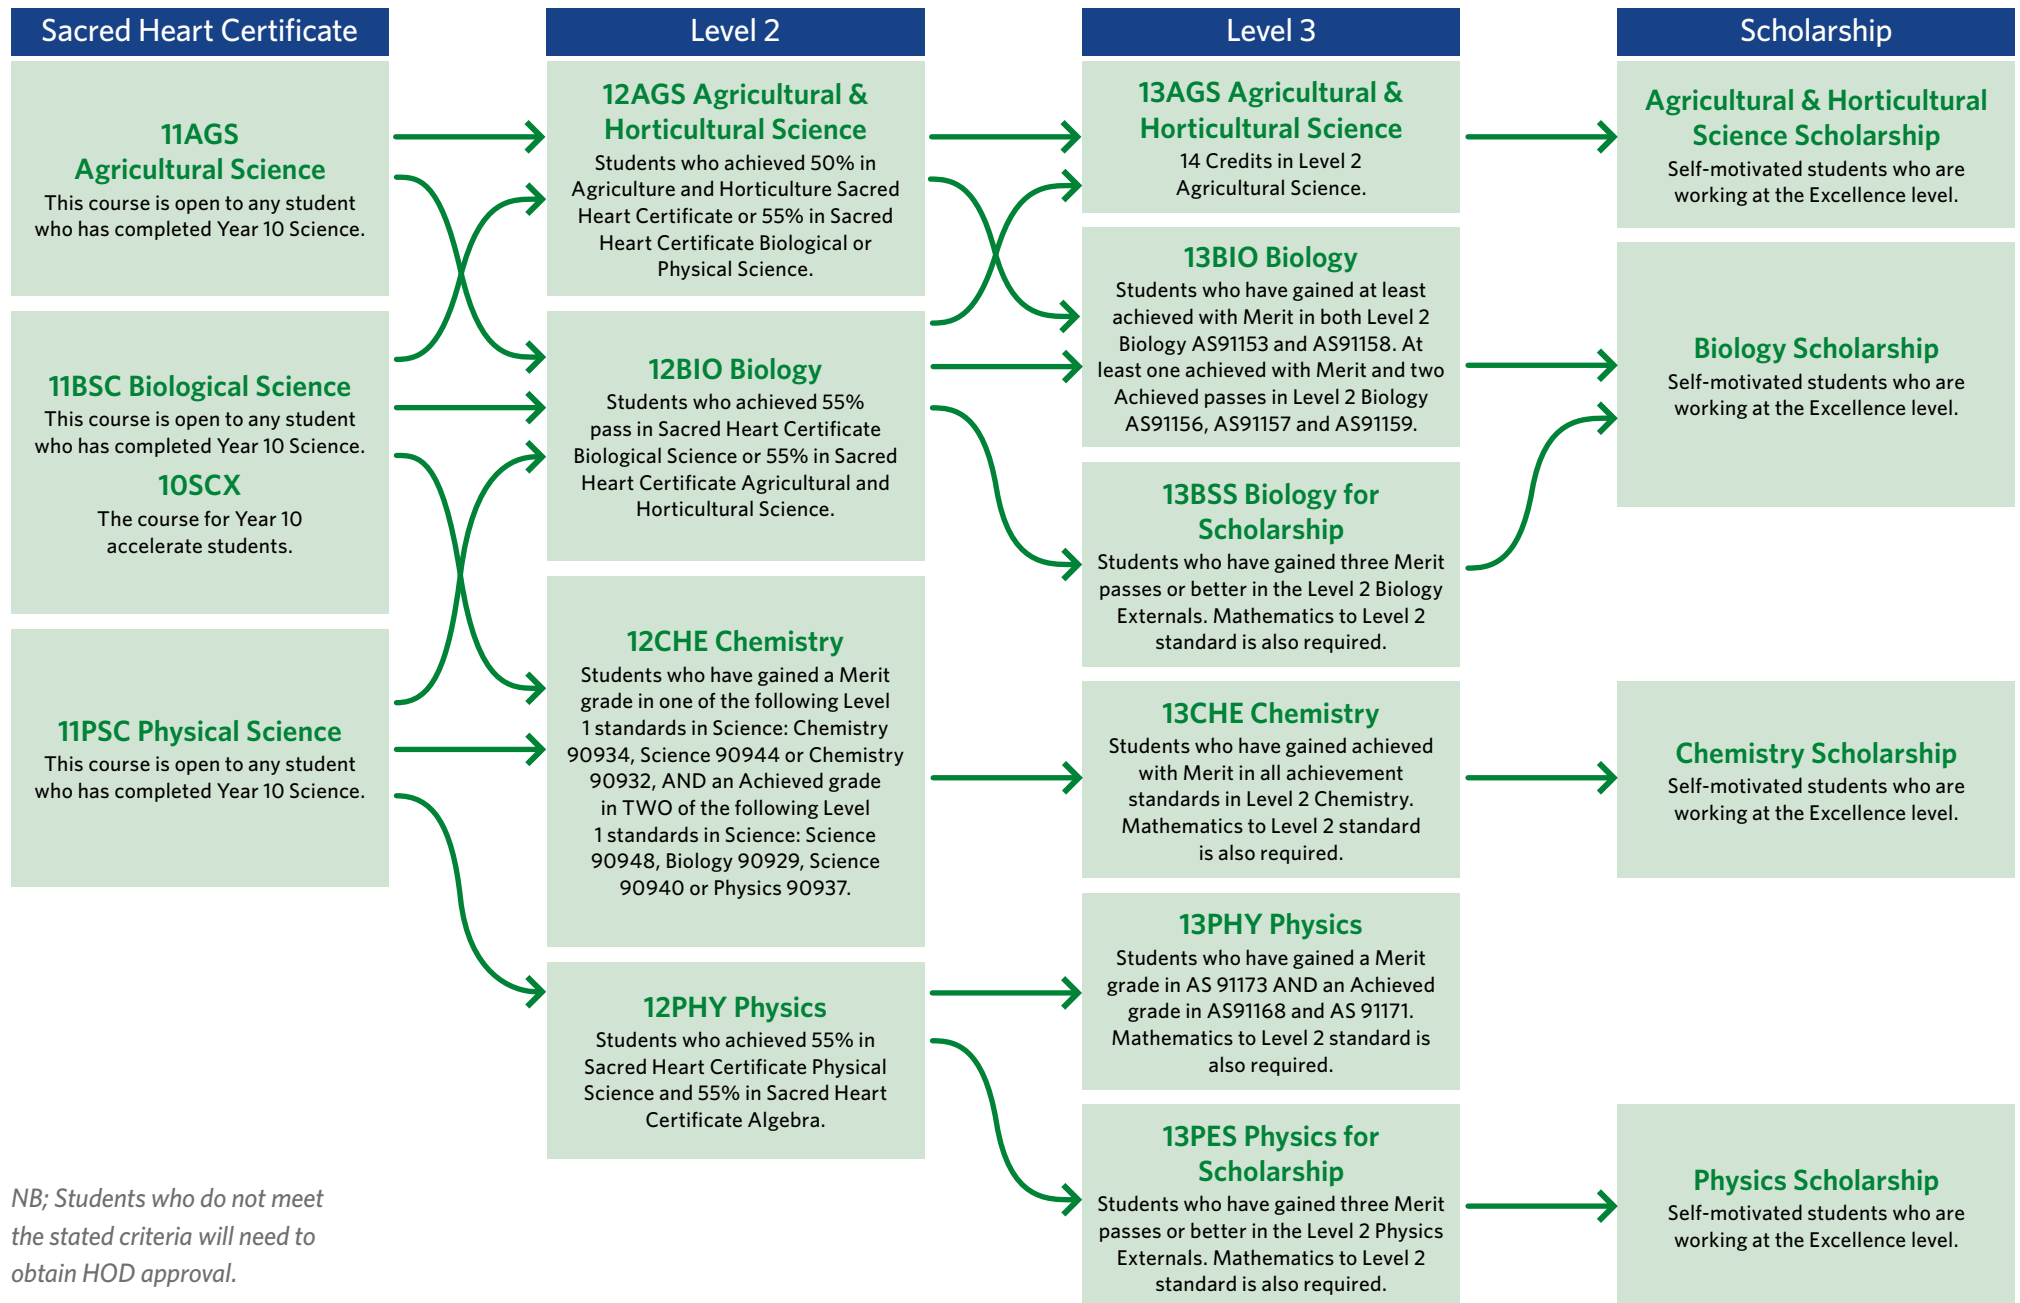 Sacred Heart Certificate
11AGS
Agricultural Science
This course is open to any student
who has completed Year 10 Science.
11BSC Biological Science
This course is open to any student
who has completed Year 10 Science.
10SCX
The course for Year 10
accelerate students.
11PSC Physical Science
This course is open to any student
who has completed Year 10 Science.
NB; Students who do not meet
the stated criteria will need to
obtain HOD approval.
Level 2
12AGS Agricultural &
Horticultural Science
Students who achieved 50% in
Agriculture and Horticulture Sacred
Heart Certificate or 55% in Sacred
Heart Certificate Biological or
Physical Science.
12BIO Biology
Students who achieved 55%
pass in Sacred Heart Certificate
Biological Science or 55% in Sacred
Heart Certificate Agricultural and
Horticultural Science.
12CHE Chemistry
Students who have gained a Merit
grade in one of the following Level
1 standards in Science: Chemistry
90934, Science 90944 or Chemistry
90932, AND an Achieved grade
in TWO of the following Level
1 standards in Science: Science
90948, Biology 90929, Science
90940 or Physics 90937.
12PHY Physics
Students who achieved 55% in
Sacred Heart Certificate Physical
Science and 55% in Sacred Heart
Certificate Algebra.
Level 3
13AGS Agricultural &
Horticultural Science
14 Credits in Level 2
Agricultural Science.
13BIO Biology
Students who have gained at least
achieved with Merit in both Level 2
Biology AS91153 and AS91158. At
least one achieved with Merit and two
Achieved passes in Level 2 Biology
AS91156, AS91157 and AS91159.
13BSS Biology for
Scholarship
Students who have gained three Merit
passes or better in the Level 2 Biology
Externals. Mathematics to Level 2
standard is also required.
13CHE Chemistry
Students who have gained achieved
with Merit in all achievement
standards in Level 2 Chemistry.
Mathematics to Level 2 standard
is also required.
13PHY Physics
Students who have gained a Merit
grade in AS 91173 AND an Achieved
grade in AS91168 and AS 91171.
Mathematics to Level 2 standard is
also required.
13PES Physics for
Scholarship
Students who have gained three Merit
passes or better in the Level 2 Physics
Externals. Mathematics to Level 2
standard is also required.
Scholarship
Agricultural & Horticultural
Science Scholarship
Self-motivated students who are
working at the Excellence level.
Biology Scholarship
Self-motivated students who are
working at the Excellence level.
Chemistry Scholarship
Self-motivated students who are
working at the Excellence level.
Physics Scholarship
Self-motivated students who are
working at the Excellence level.